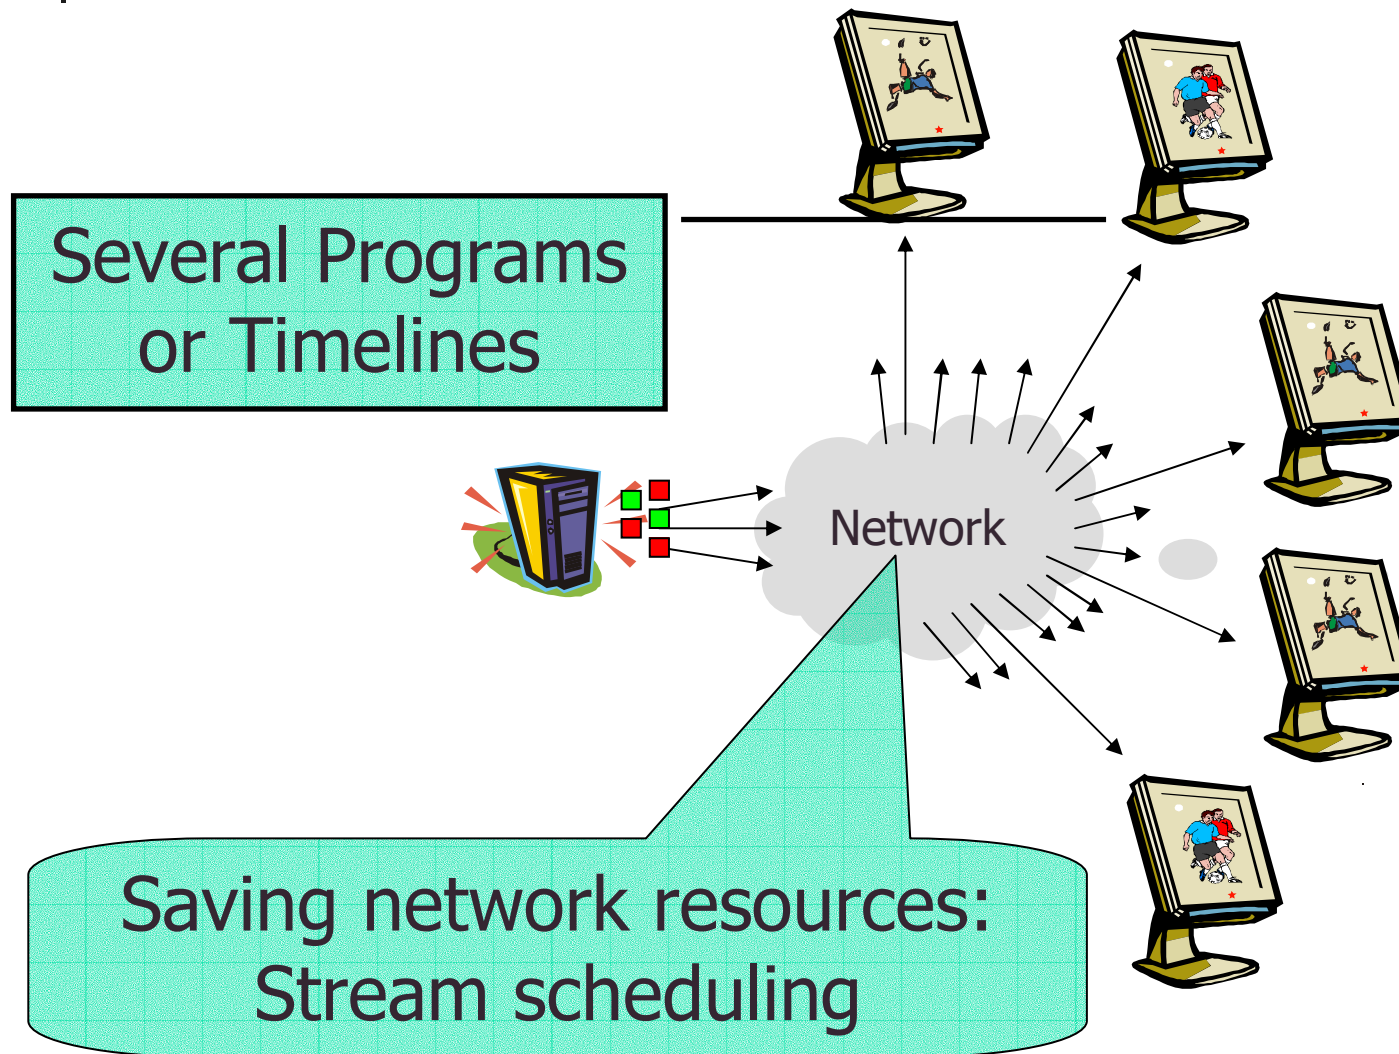 Several Programs
or Timelines
Network
Saving network resources:
Stream scheduling